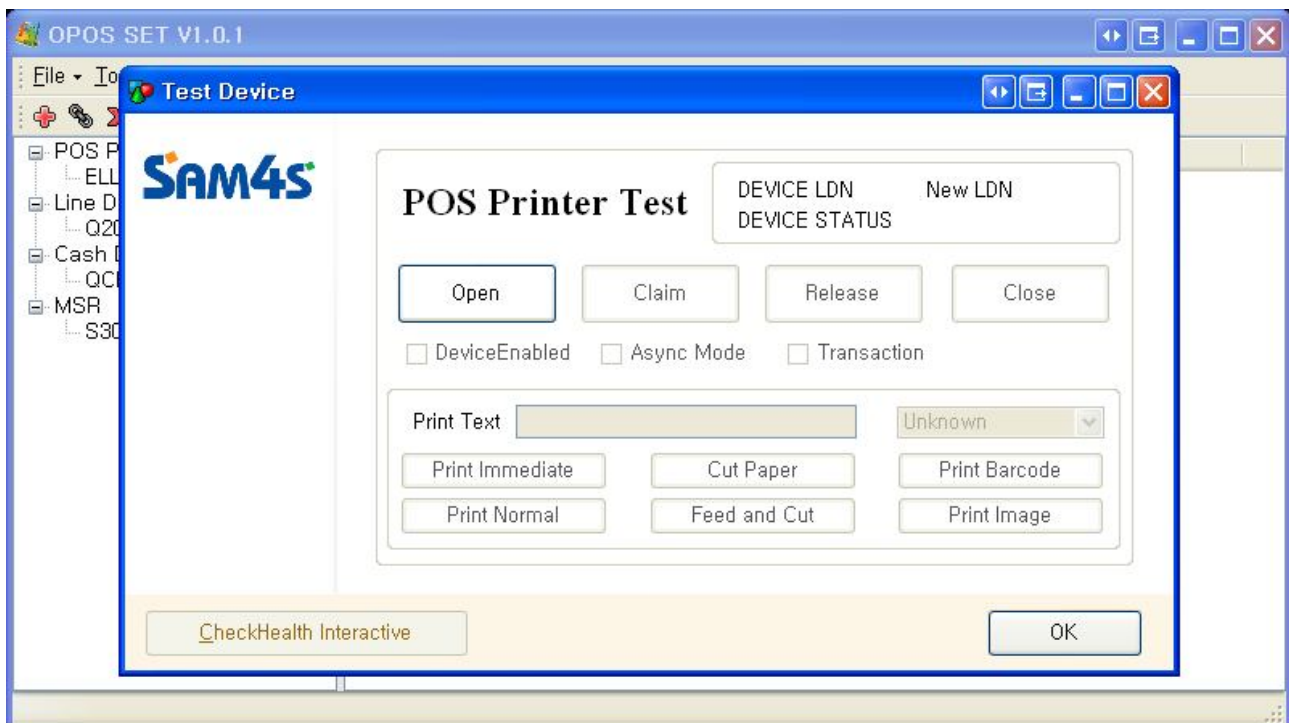 OPOS SET V1.0.1
File To
Test Device
POS P
ELL
Line D
Q20
Cash D
QC
MSR
S30
SAM4S
POS Printer Test
DEVICE LDN New LDN
DEVICE STATUS
Open Claim Release Close
DeviceEnabled Async Mode Transaction
Print Text Unknown
Print Immediate Cut Paper Print Barcode
Print Normal Feed and Cut Print Image
CheckHealth Interactive OK